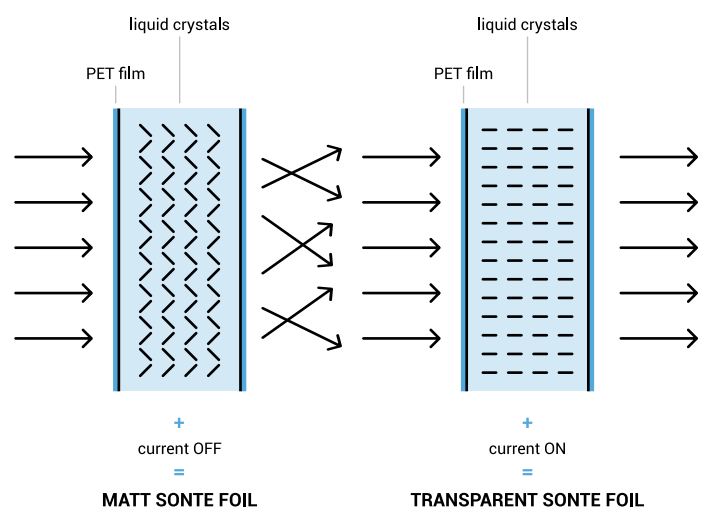 liquid crystals
PET film
+
current OFF
=
MATT SONTE FOIL
liquid crystals
PET film
+
current ON
=
TRANSPARENT SONTE FOIL